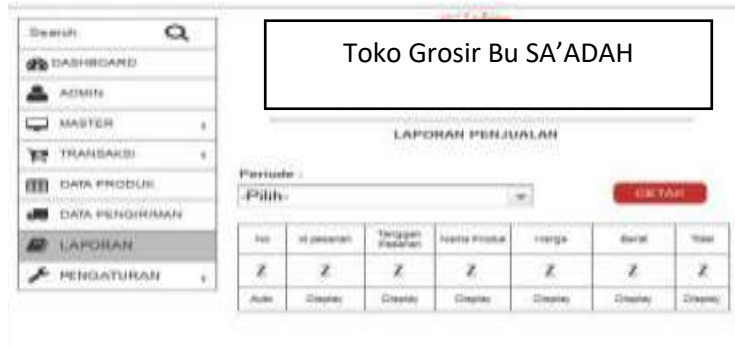 Search
Toko Grosir Bu SA’ADAH
DASHBOARD
ADMIN
MASTER
TRANSAKSI
DATA PRODUK
DATA PENGIRIMAN
LAPORAN
PENGATURAN
LAPORAN PENJUALAN
Periode :
-Pilih-
CETAK
No Id pesanan Tanggal Pesanan Nama Produk Harga Berat Total
Z Z Z Z Z Z Z
Auto Display Display Display Display Display Display